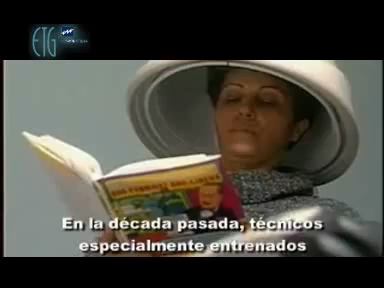 ETG
En la década pasada, técnicos
especialmente entrenados